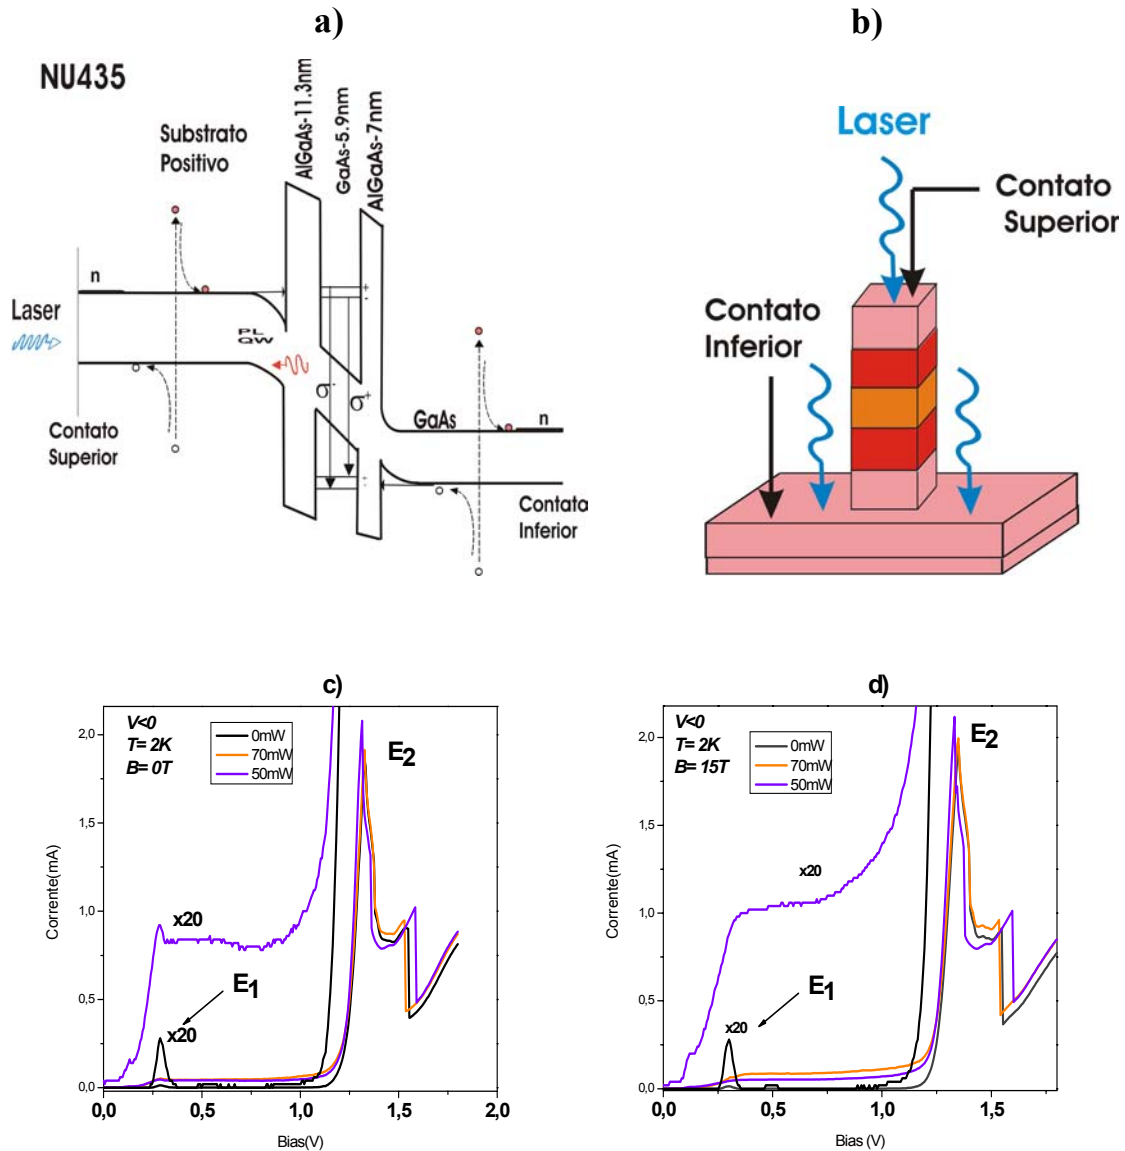 a)
b)
NU435
Substrato
Positivo
AlGaAs-11.3nm
GaAs-5.9nm
AlGaAs-7nm
n
Laser
PL
QW
σ-
σ+
+
-
GaAs
n
Contato
Superior
Contato
Inferior
Laser
Contato
Superior
Contato
Inferior
c)
V<0
T= 2K
B= 0T
0mW
70mW
50mW
E2
x20
E1
x20
Corrente(mA)
2,0
1,5
1,0
0,5
0,0
0,0
0,5
1,0
1,5
2,0
Bias(V)
d)
V<0
T= 2K
B= 15T
0mW
70mW
50mW
E2
x20
E1
x20
Corrente(mA)
2,0
1,5
1,0
0,5
0,0
0,0
0,5
1,0
1,5
Bias (V)